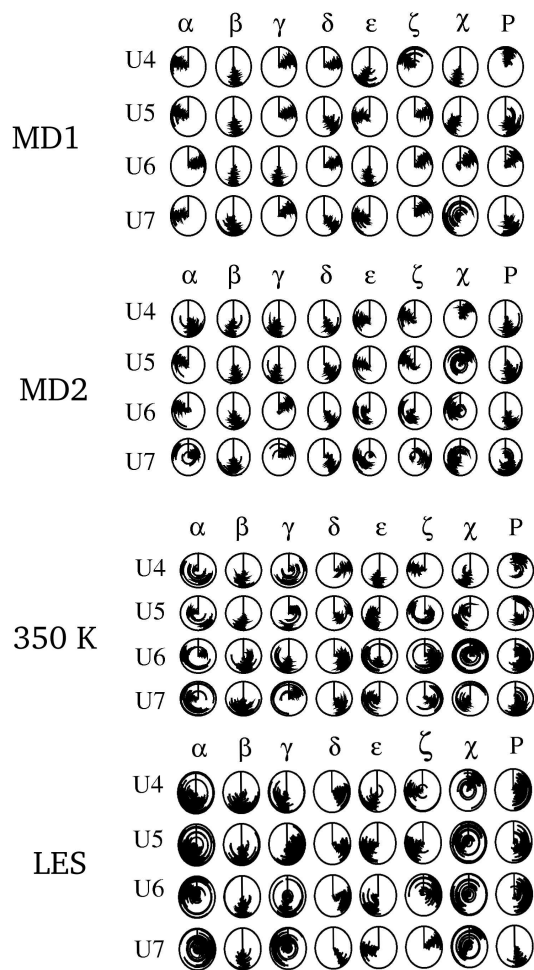 α β γ δ ε ζ χ P
U4
U5
MD1
U6
U7
α β γ δ ε ζ χ P
U4
U5
MD2
U6
U7
α β γ δ ε ζ χ P
U4
U5
350 K
U6
U7
α β γ δ ε ζ χ P
U4
U5
LES
U6
U7